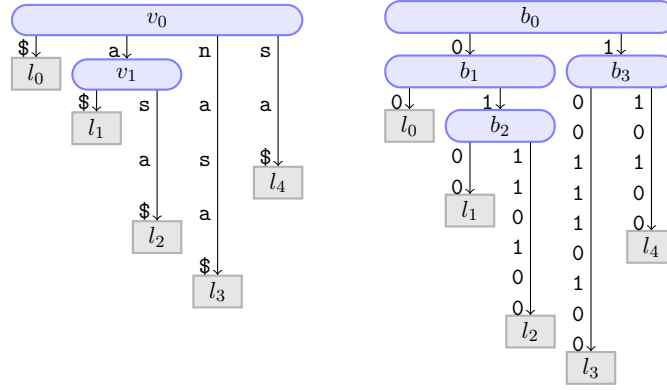 v₀ b₀
$ a n s 0 1
l₀ v₁ b₁ b₃
$ s a a 0 1 0 1
l₁ l₀ b₂ 0 0
a s $ 0 1 1 1
l₄ 0 1 1 0
$ a l₁ 0 1 0
l₂ 1 0 l₄
$ 0 1
l₃ 0 0
l₂ 0
l₃